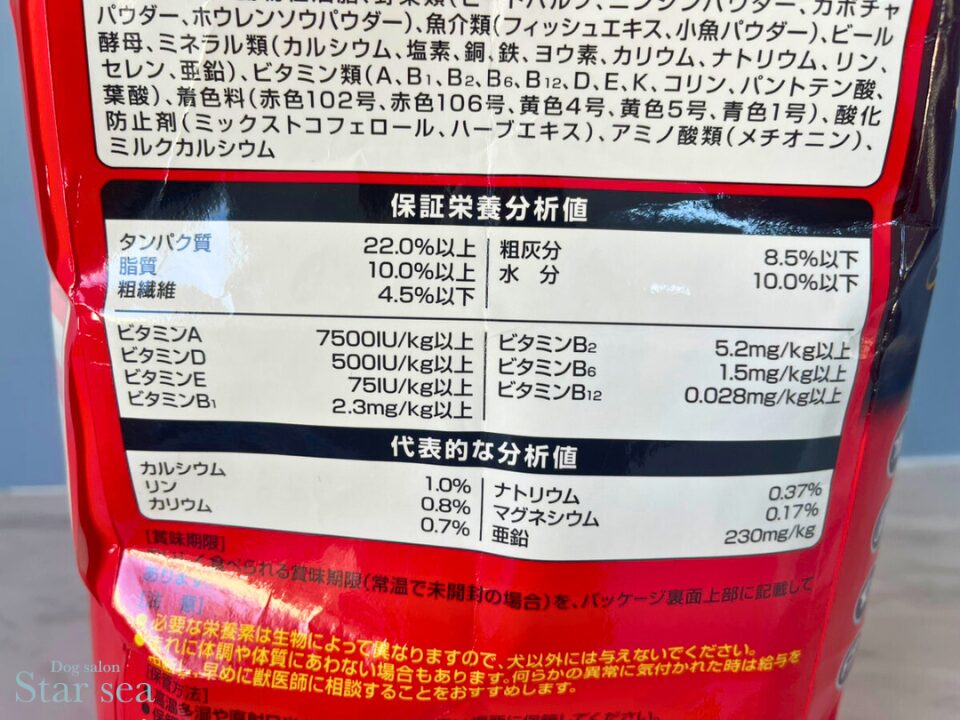 パウダー、ホウレンソウパウダー)、魚介類(フィッシュエキス、小魚パウダー)、ビール
酵母、ミネラル類(カルシウム、塩素、銅、鉄、ヨウ素、カリウム、ナトリウム、リン、
セレン、亜鉛)、ビタミン類(A、B1、B2、B6、B12、D、E、K、コリン、パントテン酸、
葉酸)、着色料(赤色102号、赤色106号、黄色4号、黄色5号、青色1号)、酸化
防止剤(ミックストコフェロール、ハーブエキス)、アミノ酸類(メチオニン)、
ミルクカルシウム
保証栄養分析値
タンパク質 22.0%以上 粗灰分 8.5%以下
脂質 10.0%以上 水分 10.0%以下
粗繊維 4.5%以下
ビタミンA 7500IU/kg以上 ビタミンB2 5.2mg/kg以上
ビタミンD 500IU/kg以上 ビタミンB6 1.5mg/kg以上
ビタミンE 75IU/kg以上 ビタミンB12 0.028mg/kg以上
ビタミンB1 2.3mg/kg以上
代表的な分析値
カルシウム 1.0% ナトリウム 0.37%
リン 0.8% マグネシウム 0.17%
カリウム 0.7% 亜鉛 230mg/kg
[賞味期限]
食べられる賞味期限(常温で未開封の場合)を、パッケージ裏面上部に記載して
あります
[注 意]
必要な栄養素は生物によって異なりますので、犬以外には与えないでください。
体調や体質にあわない場合もあります。何らかの異常に気付かれた時は給与を
早めに獣医師に相談することをおすすめします。
[保存方法]
Dog salon
Star sea